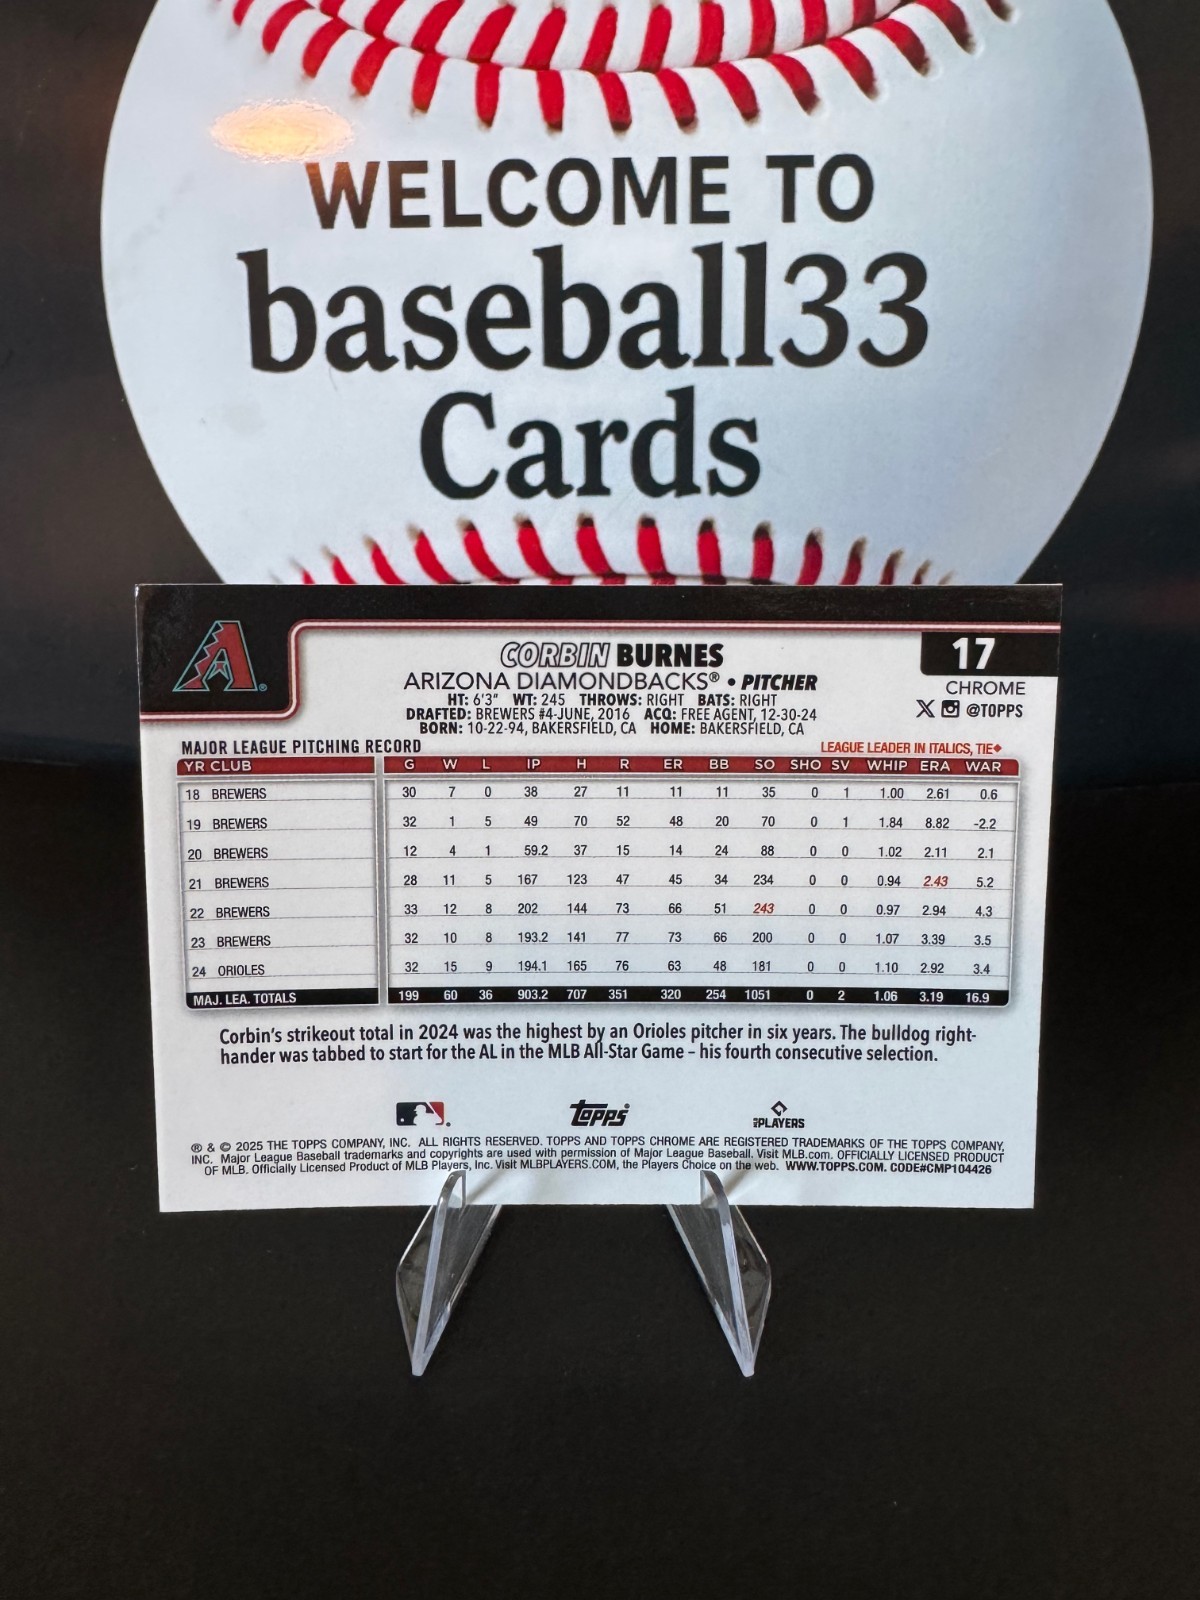 WELCOME TO
baseball33
Cards
CORBIN BURNES
17
ARIZONA DIAMONDBACKS® • PITCHER
CHROME
HT: 6'3" WT: 245 THROWS: RIGHT BATS: RIGHT
DRAFTED: BREWERS #4-JUNE, 2016 ACQ: FREE AGENT, 12-30-24
@TOPPS
BORN: 10-22-94, BAKERSFIELD, CA HOME: BAKERSFIELD, CA
MAJOR LEAGUE PITCHING RECORD LEAGUE LEADER IN ITALICS, TIE◆
YR CLUB G W L IP H R ER BB SO SHO SV WHIP ERA WAR
18 BREWERS 30 7 0 38 27 11 11 11 35 0 1 1.00 2.61 0.6
19 BREWERS 32 1 5 49 70 52 48 20 70 0 1 1.84 8.82 -2.2
20 BREWERS 12 4 1 59.2 37 15 14 24 88 0 0 1.02 2.11 2.1
21 BREWERS 28 11 5 167 123 47 45 34 234 0 0 0.94 2.43 5.2
22 BREWERS 33 12 8 202 144 73 66 51 243 0 0 0.97 2.94 4.3
23 BREWERS 32 10 8 193.2 141 77 73 66 200 0 0 1.07 3.39 3.5
24 ORIOLES 32 15 9 194.1 165 76 63 48 181 0 0 1.10 2.92 3.4
MAJ. LEA. TOTALS 199 60 36 903.2 707 351 320 254 1051 0 2 1.06 3.19 16.9
Corbin's strikeout total in 2024 was the highest by an Orioles pitcher in six years. The bulldog right-
hander was tabbed to start for the AL in the MLB All-Star Game – his fourth consecutive selection.
Topps
MLB PLAYERS
® & © 2025 THE TOPPS COMPANY, INC. ALL RIGHTS RESERVED. TOPPS AND TOPPS CHROME ARE REGISTERED TRADEMARKS OF THE TOPPS COMPANY,
INC. Major League Baseball trademarks and copyrights are used with permission of Major League Baseball. Visit MLB.com. OFFICIALLY LICENSED PRODUCT
OF MLB. Officially Licensed Product of MLB Players, Inc. Visit MLBPLAYERS.COM, the Players Choice on the web. WWW.TOPPS.COM. CODE#CMP104426